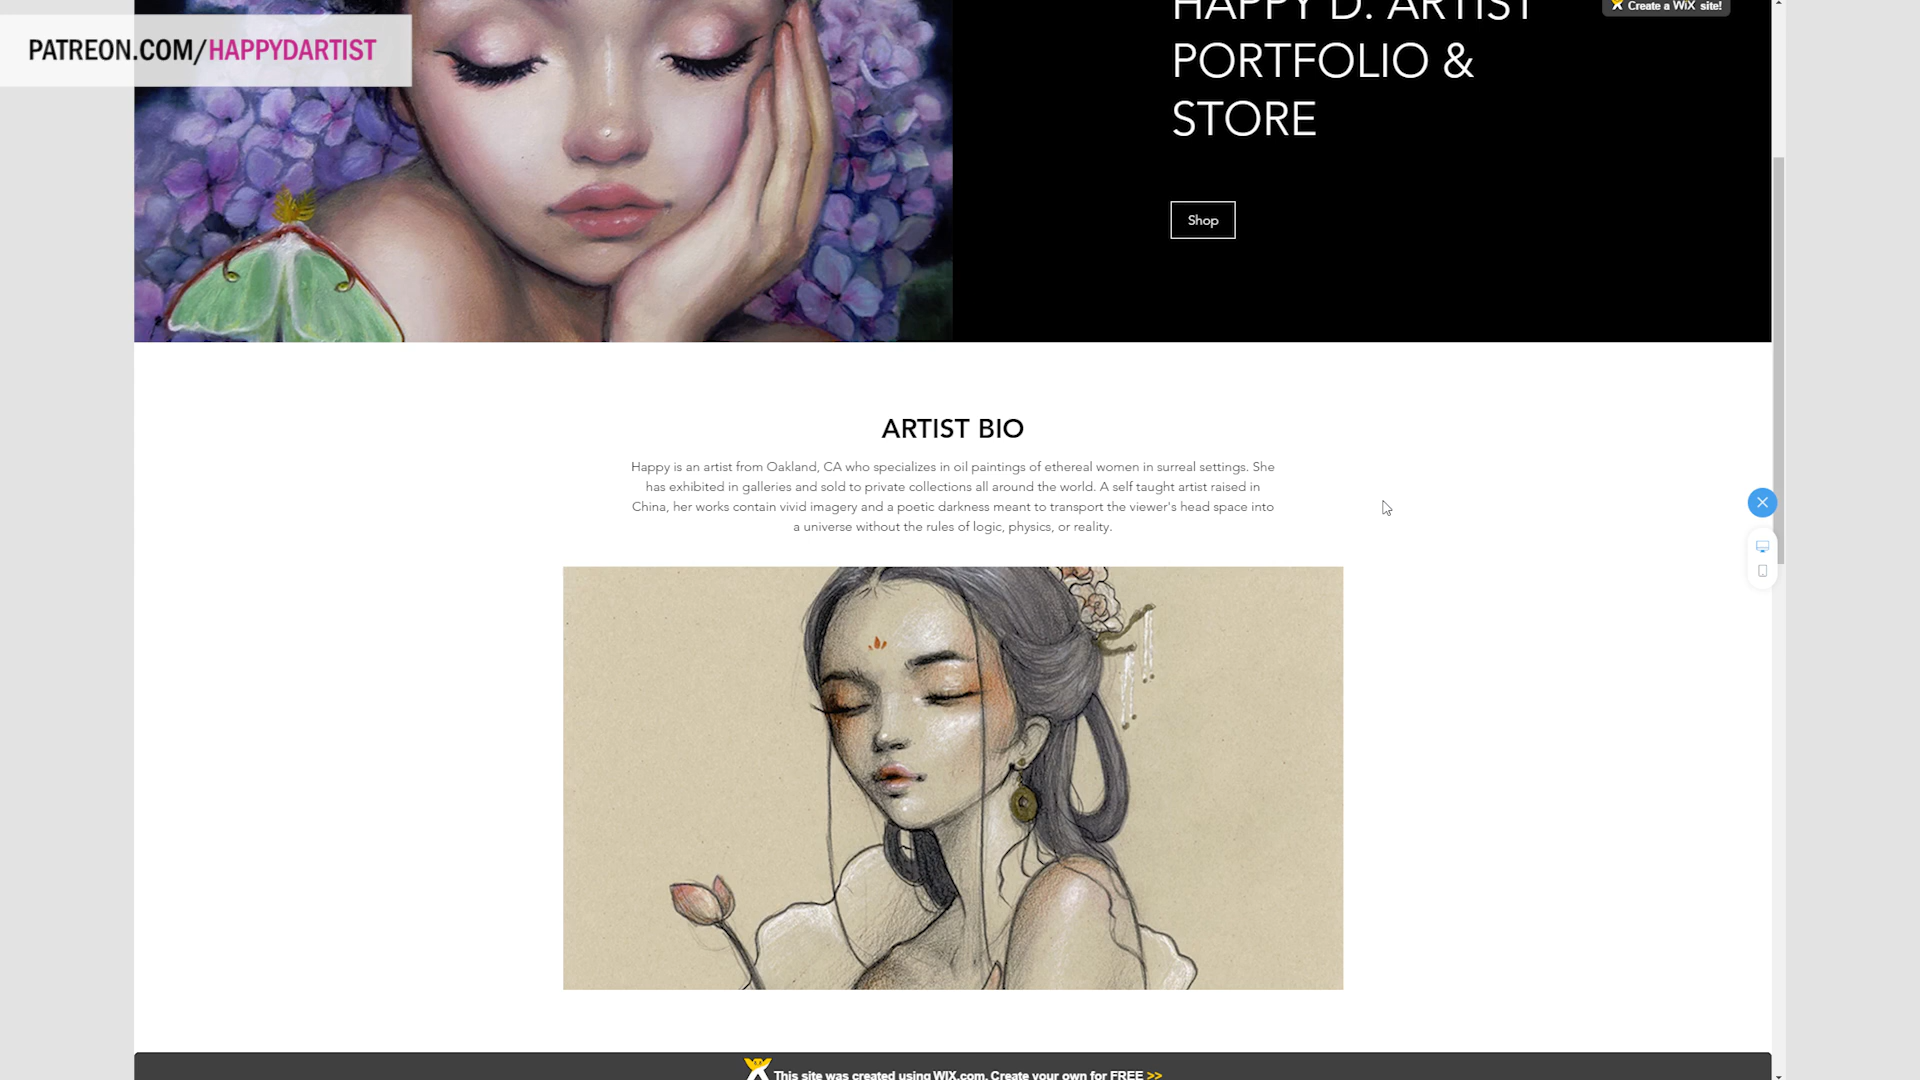 PATREON.COM/HAPPYDARTIST
HAPPY D. ARTIST
PORTFOLIO &
STORE
Create a WiX site!
Shop
ARTIST BIO
Happy is an artist from Oakland, CA who specializes in oil paintings of ethereal women in surreal settings. She
has exhibited in galleries and sold to private collections all around the world. A self taught artist raised in
China, her works contain vivid imagery and a poetic darkness meant to transport the viewer's head space into
a universe without the rules of logic, physics, or reality.
This site was created using WIX.com. Create your own for FREE >>